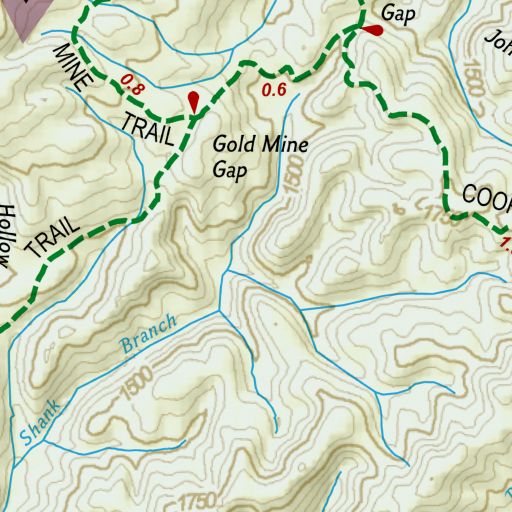 Gap
MINE
0.8
0.6
1500
TRAIL
Gold Mine
Gap
1500
Hollow
TRAIL
Branch
1500
Shank
1750